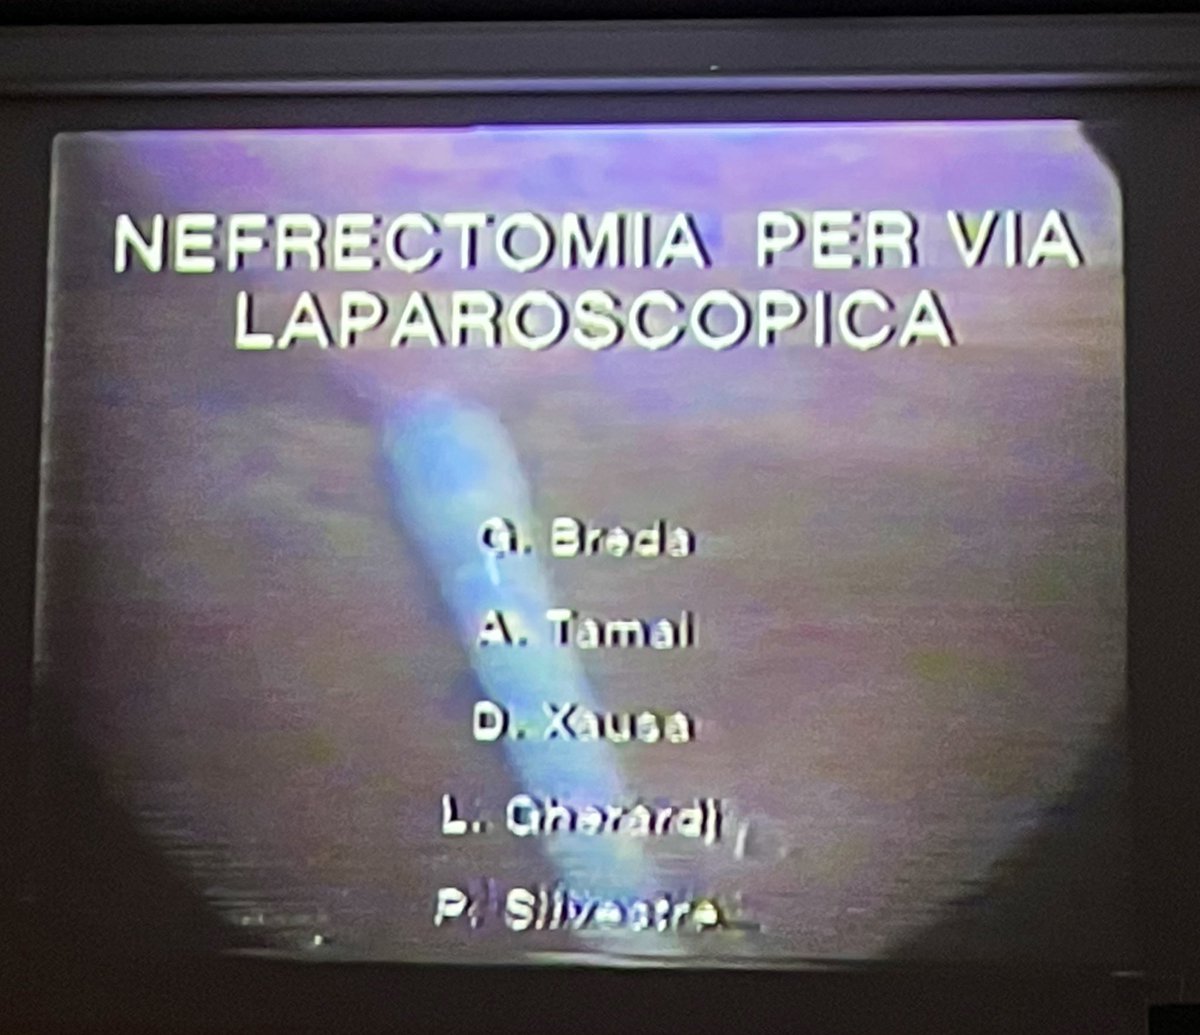 NEFRECTOMIA PER VIA
LAPAROSCOPICA
G. Breda
A. Tamai
D. Xausa
L. Gherardi
P. Silvestre